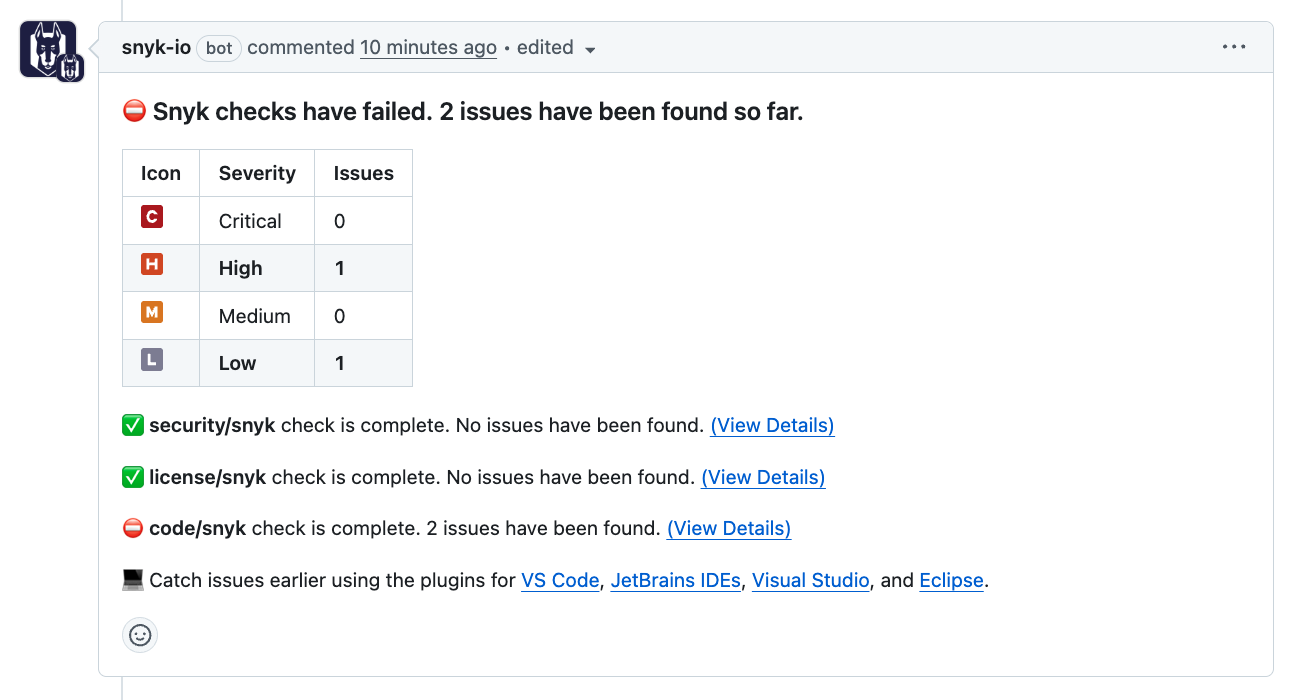 snyk-io bot commented 10 minutes ago • edited
⛔ Snyk checks have failed. 2 issues have been found so far.
Icon Severity Issues
C Critical 0
H High 1
M Medium 0
L Low 1
✅ security/snyk check is complete. No issues have been found. (View Details)
✅ license/snyk check is complete. No issues have been found. (View Details)
⛔ code/snyk check is complete. 2 issues have been found. (View Details)
💻 Catch issues earlier using the plugins for VS Code, JetBrains IDEs, Visual Studio, and Eclipse.